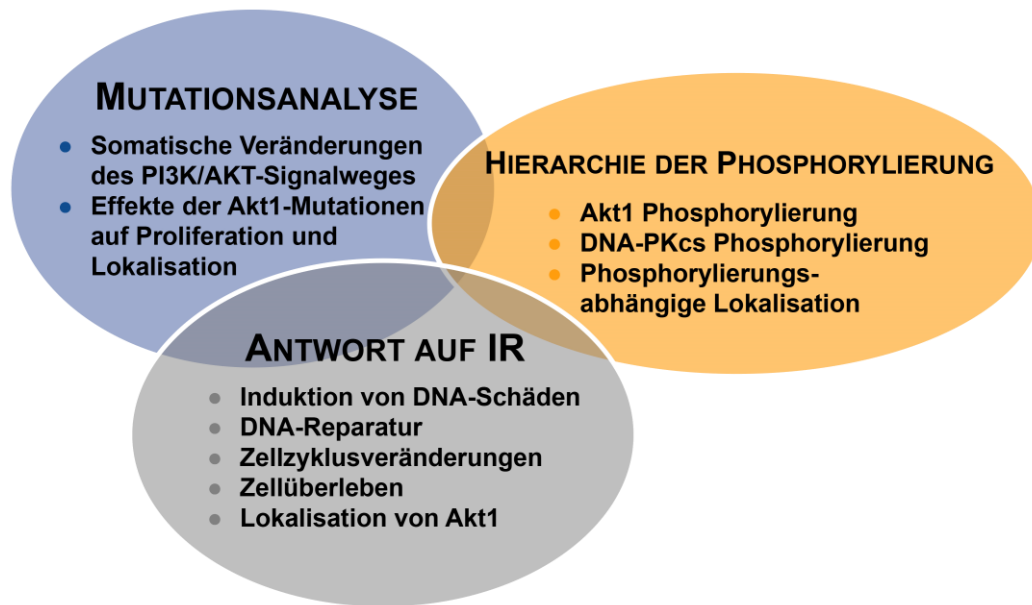 MUTATIONSANALYSE
• Somatische Veränderungen
des PI3K/AKT-Signalweges
• Effekte der Akt1-Mutationen
auf Proliferation und
Lokalisation
HIERARCHIE DER PHOSPHORYLIERUNG
• Akt1 Phosphorylierung
• DNA-PKcs Phosphorylierung
• Phosphorylierungs-
abhängige Lokalisation
ANTWORT AUF IR
• Induktion von DNA-Schäden
• DNA-Reparatur
• Zellzyklusveränderungen
• Zellüberleben
• Lokalisation von Akt1